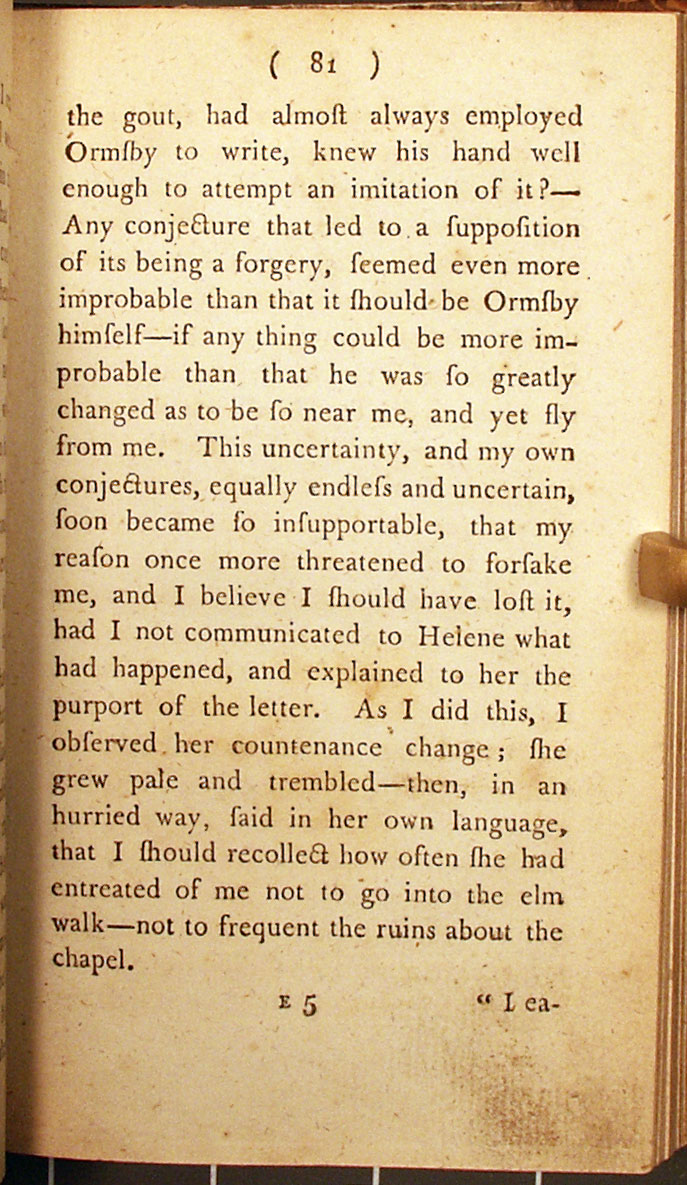 ( 81 )
the gout, had almoſt always employed
Ormſby to write, knew his hand well
enough to attempt an imitation of it?—
Any conjecture that led to a ſuppoſition
of its being a forgery, ſeemed even more
improbable than that it ſhould be Ormſby
himſelf—if any thing could be more im-
probable than that he was ſo greatly
changed as to be ſo near me, and yet fly
from me. This uncertainty, and my own
conjectures, equally endleſs and uncertain,
ſoon became ſo inſupportable, that my
reaſon once more threatened to forſake
me, and I believe I ſhould have loſt it,
had I not communicated to Helene what
had happened, and explained to her the
purport of the letter. As I did this, I
obſerved her countenance change; ſhe
grew pale and trembled—then, in an
hurried way, ſaid in her own language,
that I ſhould recollect how often ſhe had
entreated of me not to go into the elm
walk—not to frequent the ruins about the
chapel.
E 5 “ I ea-